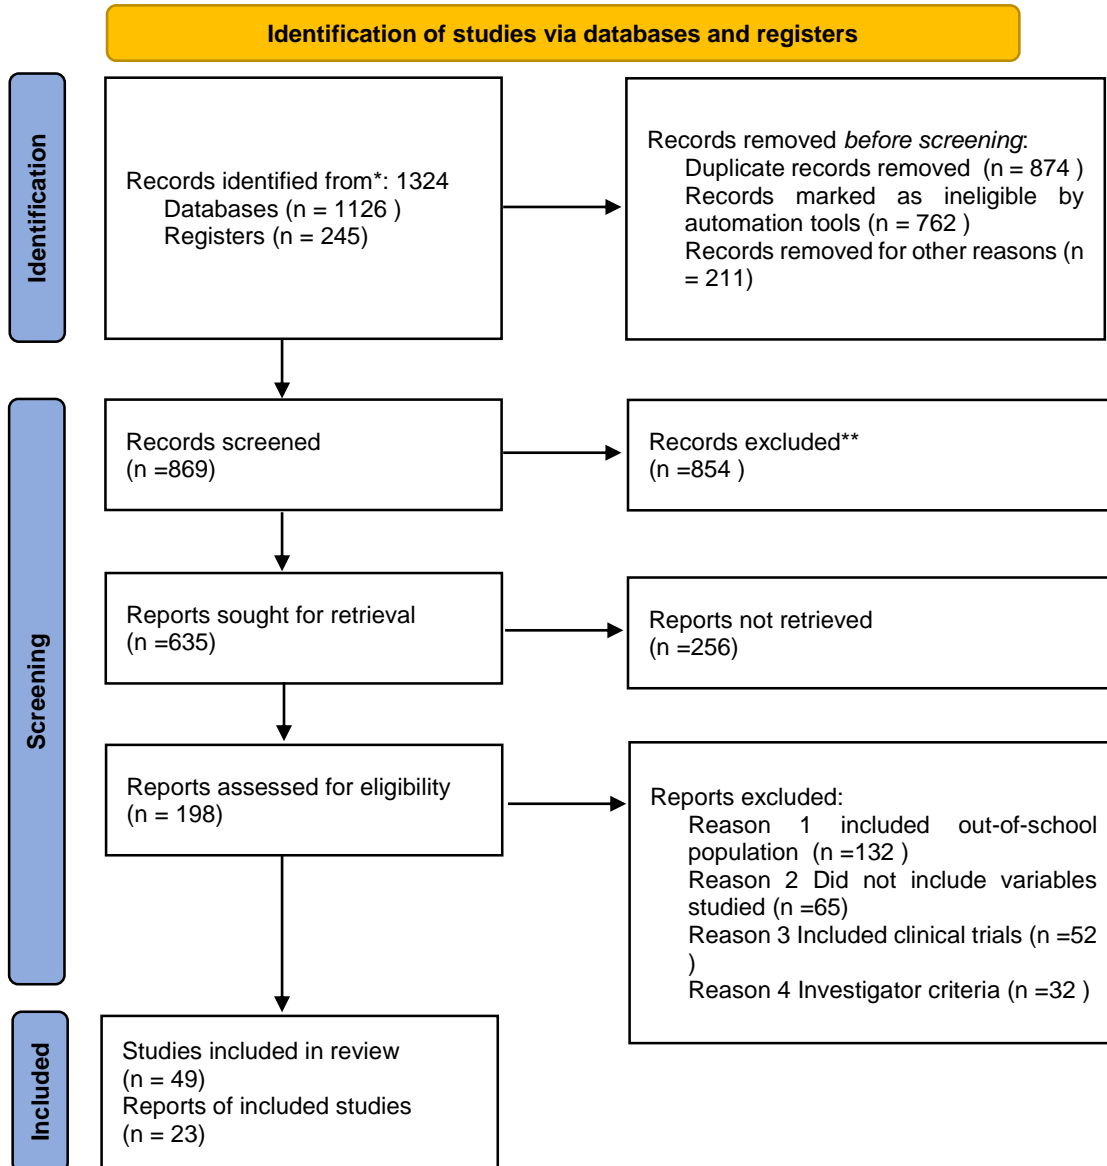 Identification of studies via databases and registers
Identification
Records identified from*: 1324
Databases (n = 1126 )
Registers (n = 245)
Records removed before screening:
Duplicate records removed (n = 874 )
Records marked as ineligible by
automation tools (n = 762 )
Records removed for other reasons (n
= 211)
Screening
Records screened
(n =869)
Records excluded**
(n =854 )
Reports sought for retrieval
(n =635)
Reports not retrieved
(n =256)
Reports assessed for eligibility
(n = 198)
Reports excluded:
Reason 1 included out-of-school
population (n =132 )
Reason 2 Did not include variables
studied (n =65)
Reason 3 Included clinical trials (n =52
)
Reason 4 Investigator criteria (n =32 )
Included
Studies included in review
(n = 49)
Reports of included studies
(n = 23)